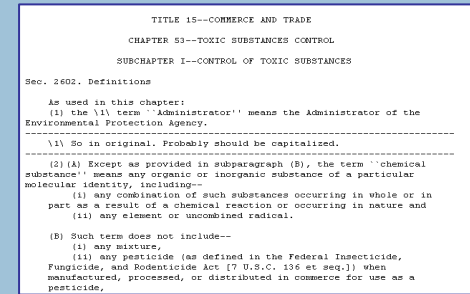 TITLE 15--COMMERCE AND TRADE
CHAPTER 53--TOXIC SUBSTANCES CONTROL
SUBCHAPTER I--CONTROL OF TOXIC SUBSTANCES
Sec. 2602. Definitions
As used in this chapter:
(1) the \1\ term ``Administrator'' means the Administrator of the
Environmental Protection Agency.
---------------------------------------------------------------------------
\1\ So in original. Probably should be capitalized.
---------------------------------------------------------------------------
(2)(A) Except as provided in subparagraph (B), the term ``chemical
substance'' means any organic or inorganic substance of a particular
molecular identity, including--
(i) any combination of such substances occurring in whole or in
part as a result of a chemical reaction or occurring in nature and
(ii) any element or uncombined radical.
(B) Such term does not include--
(i) any mixture,
(ii) any pesticide (as defined in the Federal Insecticide,
Fungicide, and Rodenticide Act [7 U.S.C. 136 et seq.]) when
manufactured, processed, or distributed in commerce for use as a
pesticide,